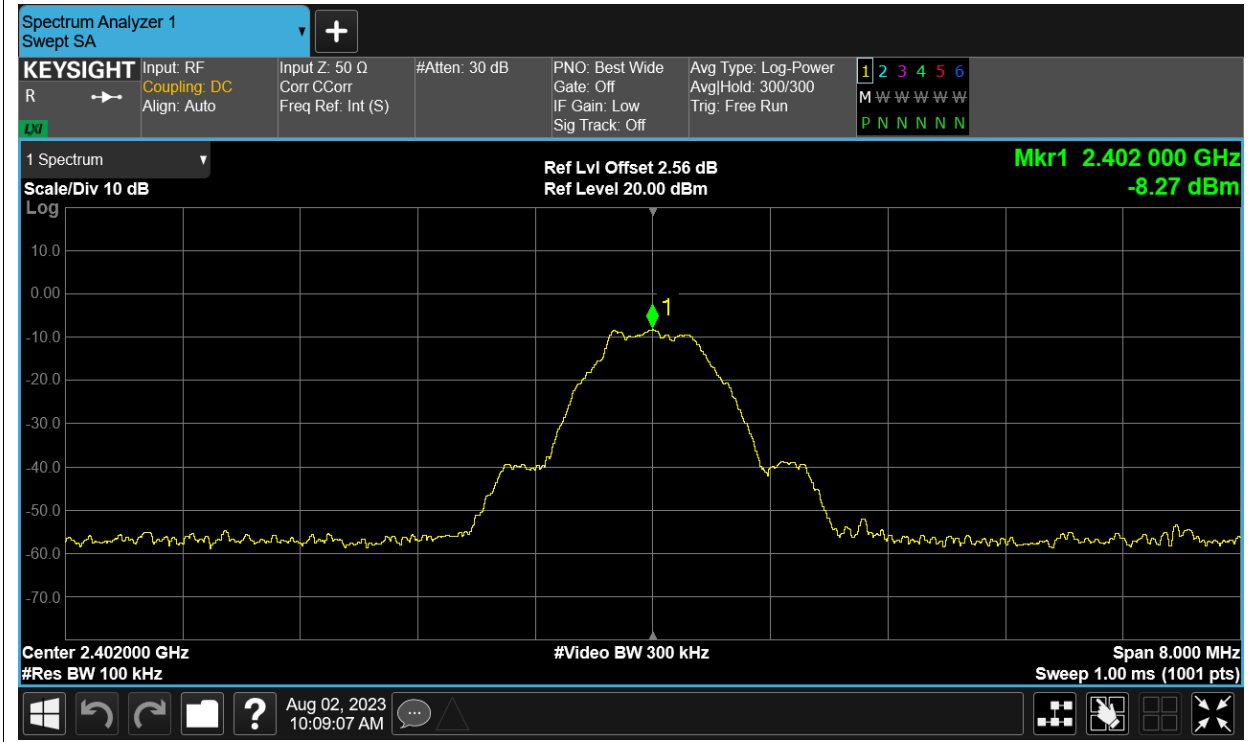 Spectrum Analyzer 1
Swept SA
KEYSIGHT
R
LXI
Input: RF
Coupling: DC
Align: Auto
Input Z: 50 Ω
Corr CCorr
Freq Ref: Int (S)
#Atten: 30 dB
PNO: Best Wide
Gate: Off
IF Gain: Low
Sig Track: Off
Avg Type: Log-Power
Avg|Hold: 300/300
Trig: Free Run
1 2 3 4 5 6
M W W W W W
P N N N N N
1 Spectrum
Scale/Div 10 dB
Log
Ref Lvl Offset 2.56 dB
Ref Level 20.00 dBm
Mkr1 2.402 000 GHz
-8.27 dBm
10.0
0.00
-10.0
-20.0
-30.0
-40.0
-50.0
-60.0
-70.0
1
Center 2.402000 GHz
#Res BW 100 kHz
#Video BW 300 kHz
Span 8.000 MHz
Sweep 1.00 ms (1001 pts)
?
Aug 02, 2023
10:09:07 AM